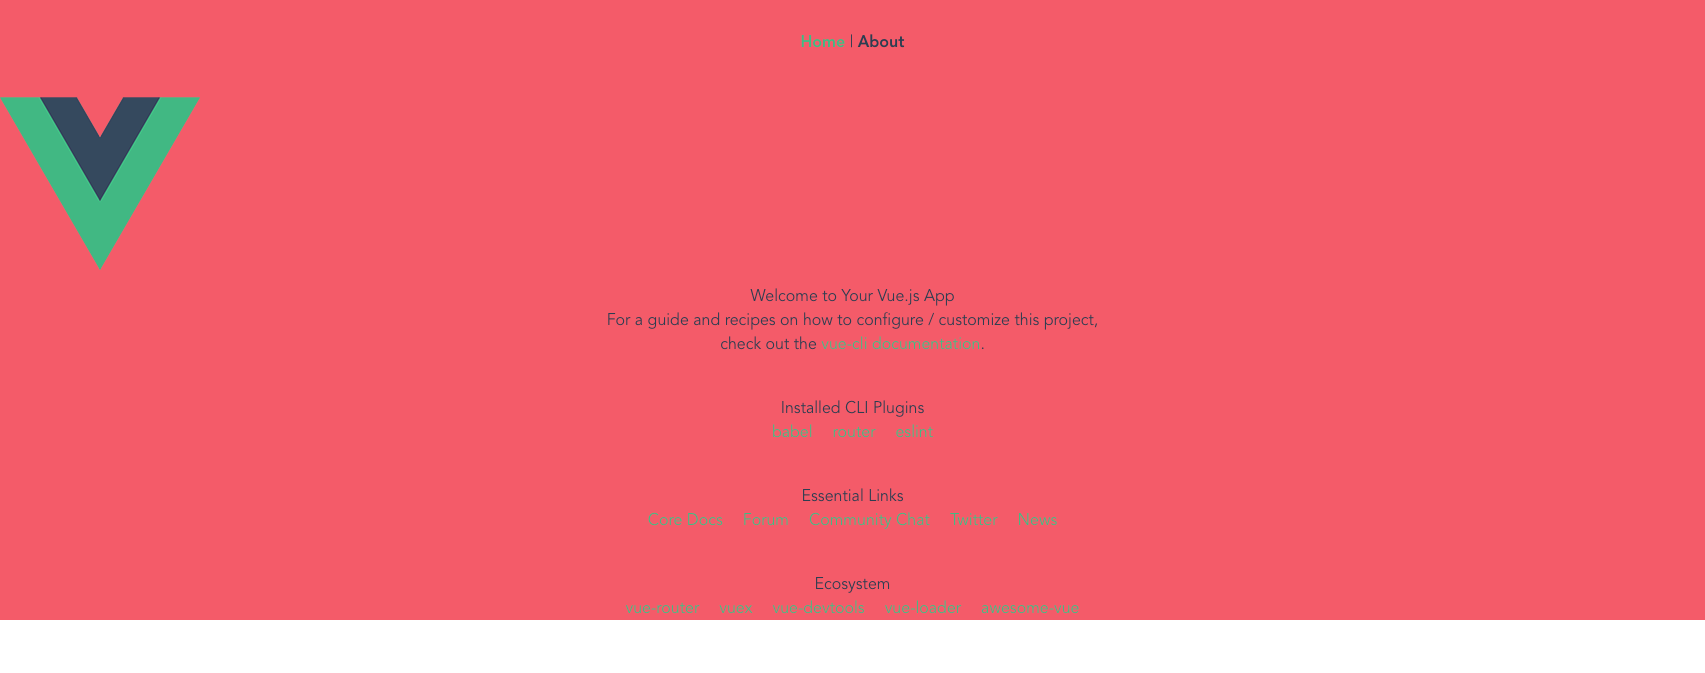 Home | About
Welcome to Your Vue.js App
For a guide and recipes on how to configure / customize this project,
check out the vue-cli documentation.
Installed CLI Plugins
babel router eslint
Essential Links
Core Docs Forum Community Chat Twitter News
Ecosystem
vue-router vuex vue-devtools vue-loader awesome-vue